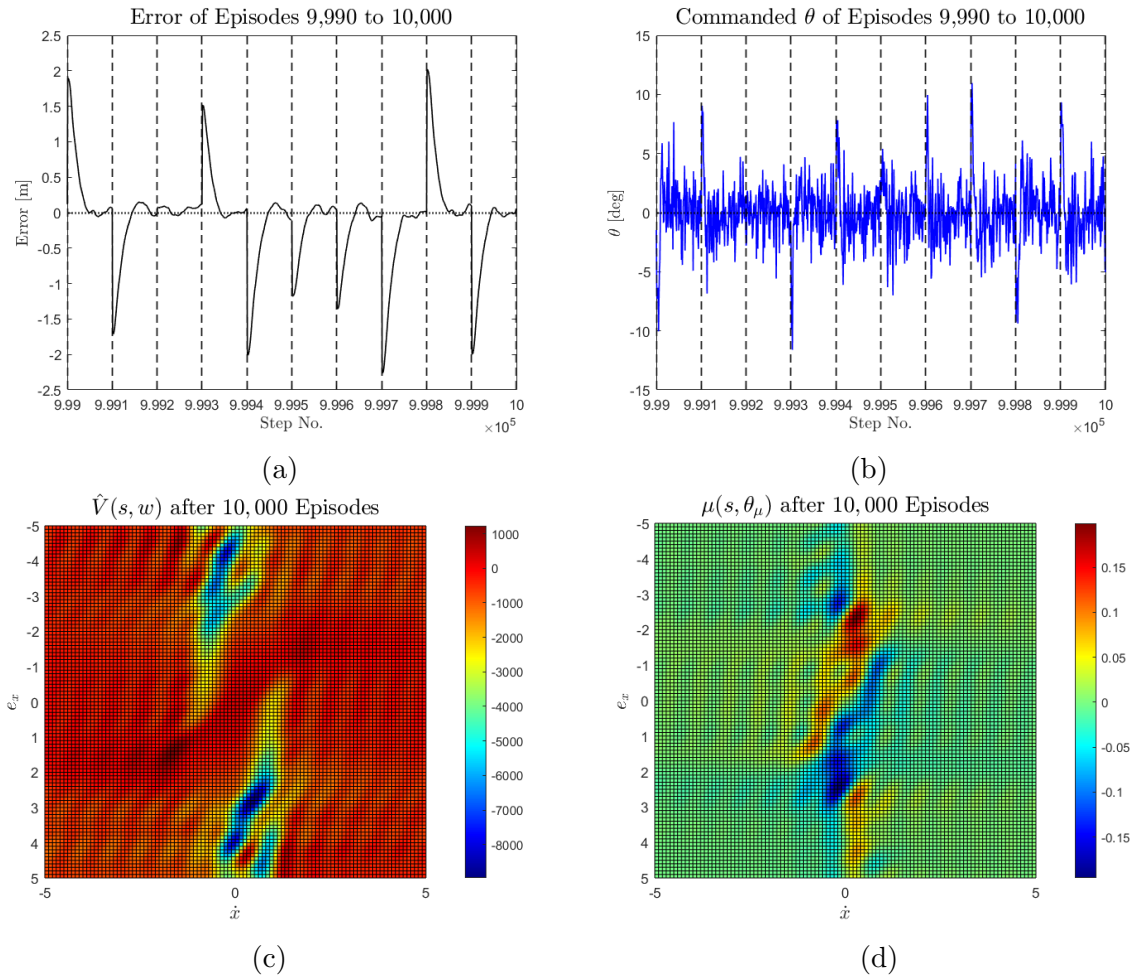 Error of Episodes 9,990 to 10,000
2.5
2
1.5
1
0.5
0
-0.5
-1
-1.5
-2
-2.5
Error [m]
9.99 9.991 9.992 9.993 9.994 9.995 9.996 9.997 9.998 9.999 10
Step No.
×10⁵
(a)
Commanded θ of Episodes 9,990 to 10,000
15
10
5
0
-5
-10
-15
θ [deg]
9.99 9.991 9.992 9.993 9.994 9.995 9.996 9.997 9.998 9.999 10
Step No.
×10⁵
(b)
V̂(s, w) after 10,000 Episodes
-5
-4
-3
-2
-1
0
1
2
3
4
5
eₓ
-5 0 5
ẋ
1000
0
-1000
-2000
-3000
-4000
-5000
-6000
-7000
-8000
(c)
μ(s, θ_μ) after 10,000 Episodes
-5
-4
-3
-2
-1
0
1
2
3
4
5
eₓ
-5 0 5
ẋ
0.15
0.1
0.05
0
-0.05
-0.1
-0.15
(d)